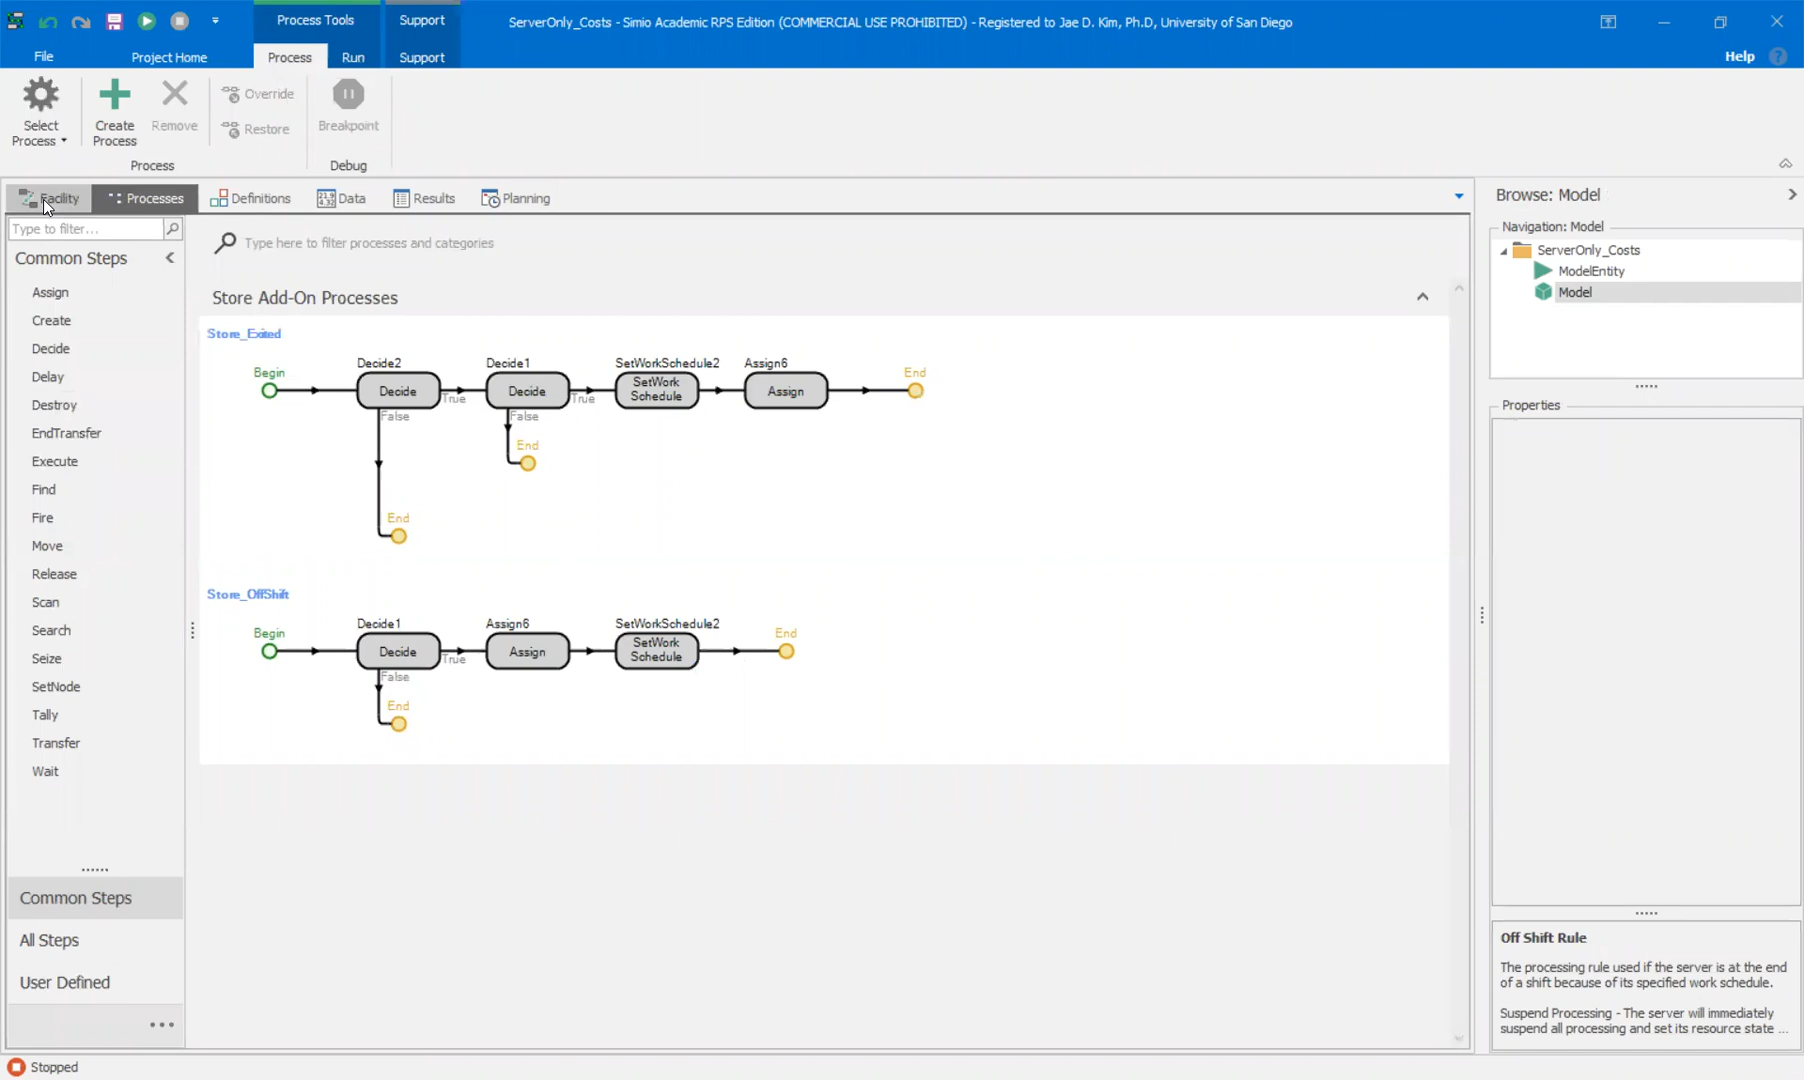 Process Tools
Support
ServerOnly_Costs - Simio Academic RPS Edition (COMMERCIAL USE PROHIBITED) - Registered to Jae D. Kim, Ph.D, University of San Diego
File
Project Home
Process
Run
Support
Help
Select Process
Create Process
Remove
Override
Restore
Breakpoint
Process
Debug
Facility
Processes
Definitions
Data
Results
Planning
Type to filter...
Common Steps
Assign
Create
Decide
Delay
Destroy
EndTransfer
Execute
Find
Fire
Move
Release
Scan
Search
Seize
SetNode
Tally
Transfer
Wait
Common Steps
All Steps
User Defined
Type here to filter processes and categories
Store Add-On Processes
Store_Exited
Begin
Decide2
Decide
True
False
End
Decide1
Decide
True
False
End
SetWorkSchedule2
SetWork
Schedule
Assign6
Assign
End
Store_OffShift
Begin
Decide1
Decide
True
False
End
Assign6
Assign
SetWorkSchedule2
SetWork
Schedule
End
Browse: Model
Navigation: Model
ServerOnly_Costs
ModelEntity
Model
Properties
Off Shift Rule
The processing rule used if the server is at the end
of a shift because of its specified work schedule.
Suspend Processing - The server will immediately
suspend all processing and set its resource state ...
Stopped